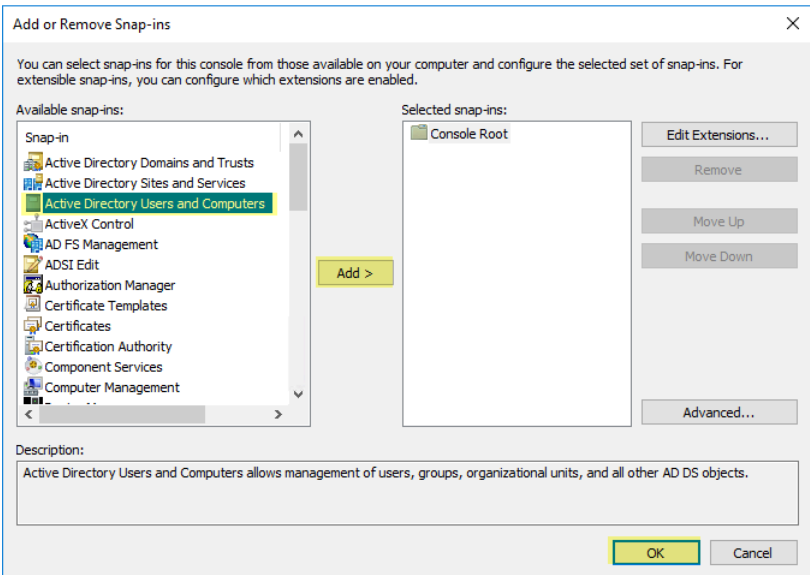 Add or Remove Snap-ins
You can select snap-ins for this console from those available on your computer and configure the selected set of snap-ins. For
extensible snap-ins, you can configure which extensions are enabled.
Available snap-ins:
Snap-in
Active Directory Domains and Trusts
Active Directory Sites and Services
Active Directory Users and Computers
ActiveX Control
AD FS Management
ADSI Edit
Authorization Manager
Certificate Templates
Certificates
Certification Authority
Component Services
Computer Management
Add >
Selected snap-ins:
Console Root
Edit Extensions...
Remove
Move Up
Move Down
Advanced...
Description:
Active Directory Users and Computers allows management of users, groups, organizational units, and all other AD DS objects.
OK
Cancel